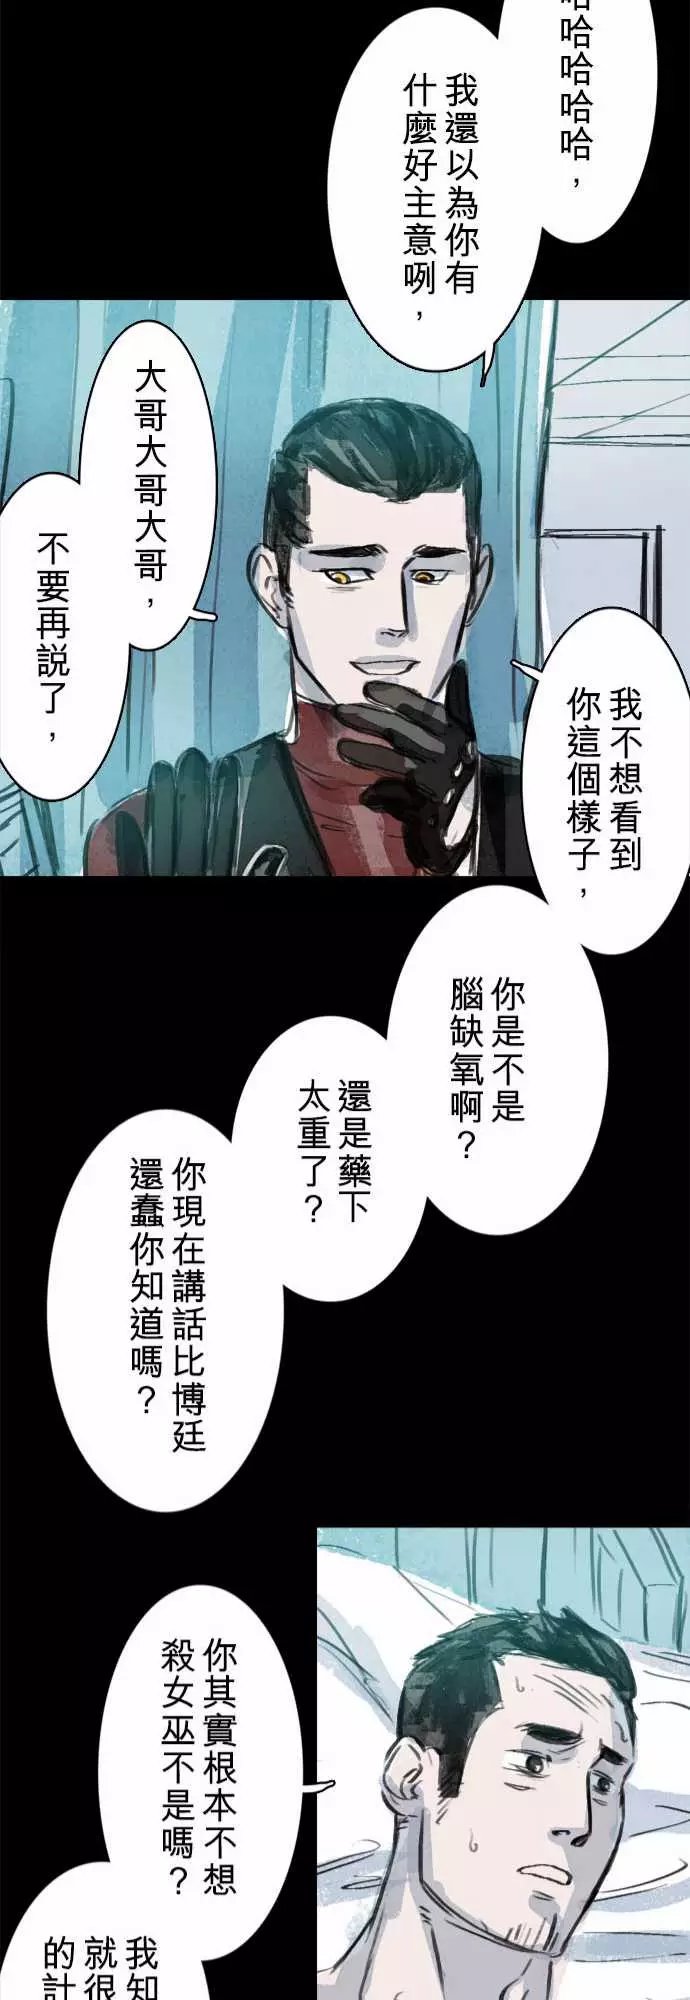 哈哈哈哈哈，
我還以為你有
什麼好主意咧，
大哥大哥大哥，
不要再說了，
我不想看到
你這個樣子，
你是不是
腦缺氧啊？
還是藥下
太重了？
你現在講話比博廷
還蠢你知道嗎？
你其實根本不想
殺女巫不是嗎？
我知
就很
的計